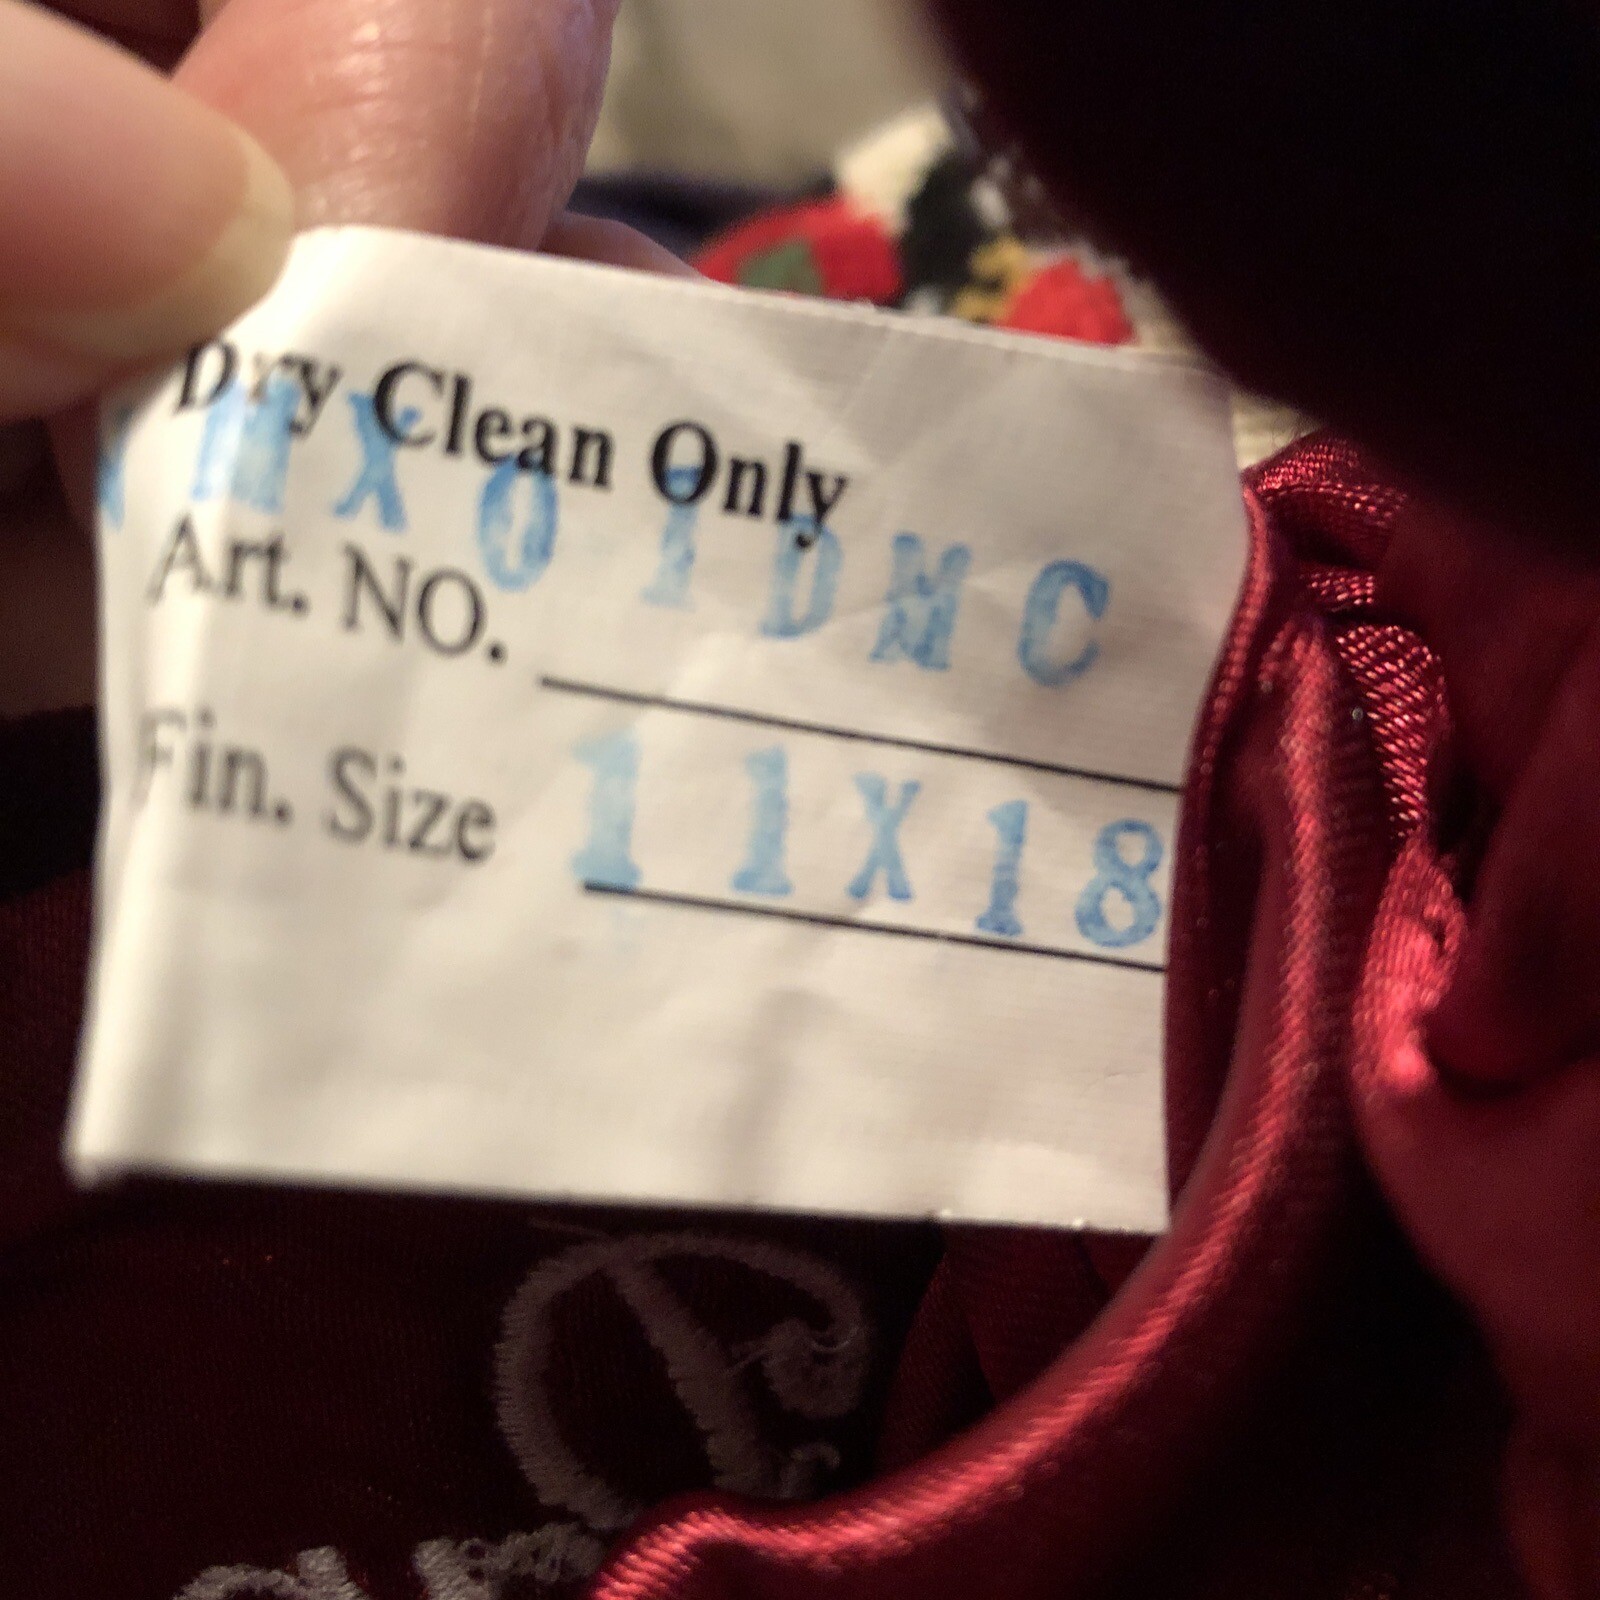 Dry Clean Only
MX01DMC
Art. NO.
Fin. Size 11X18